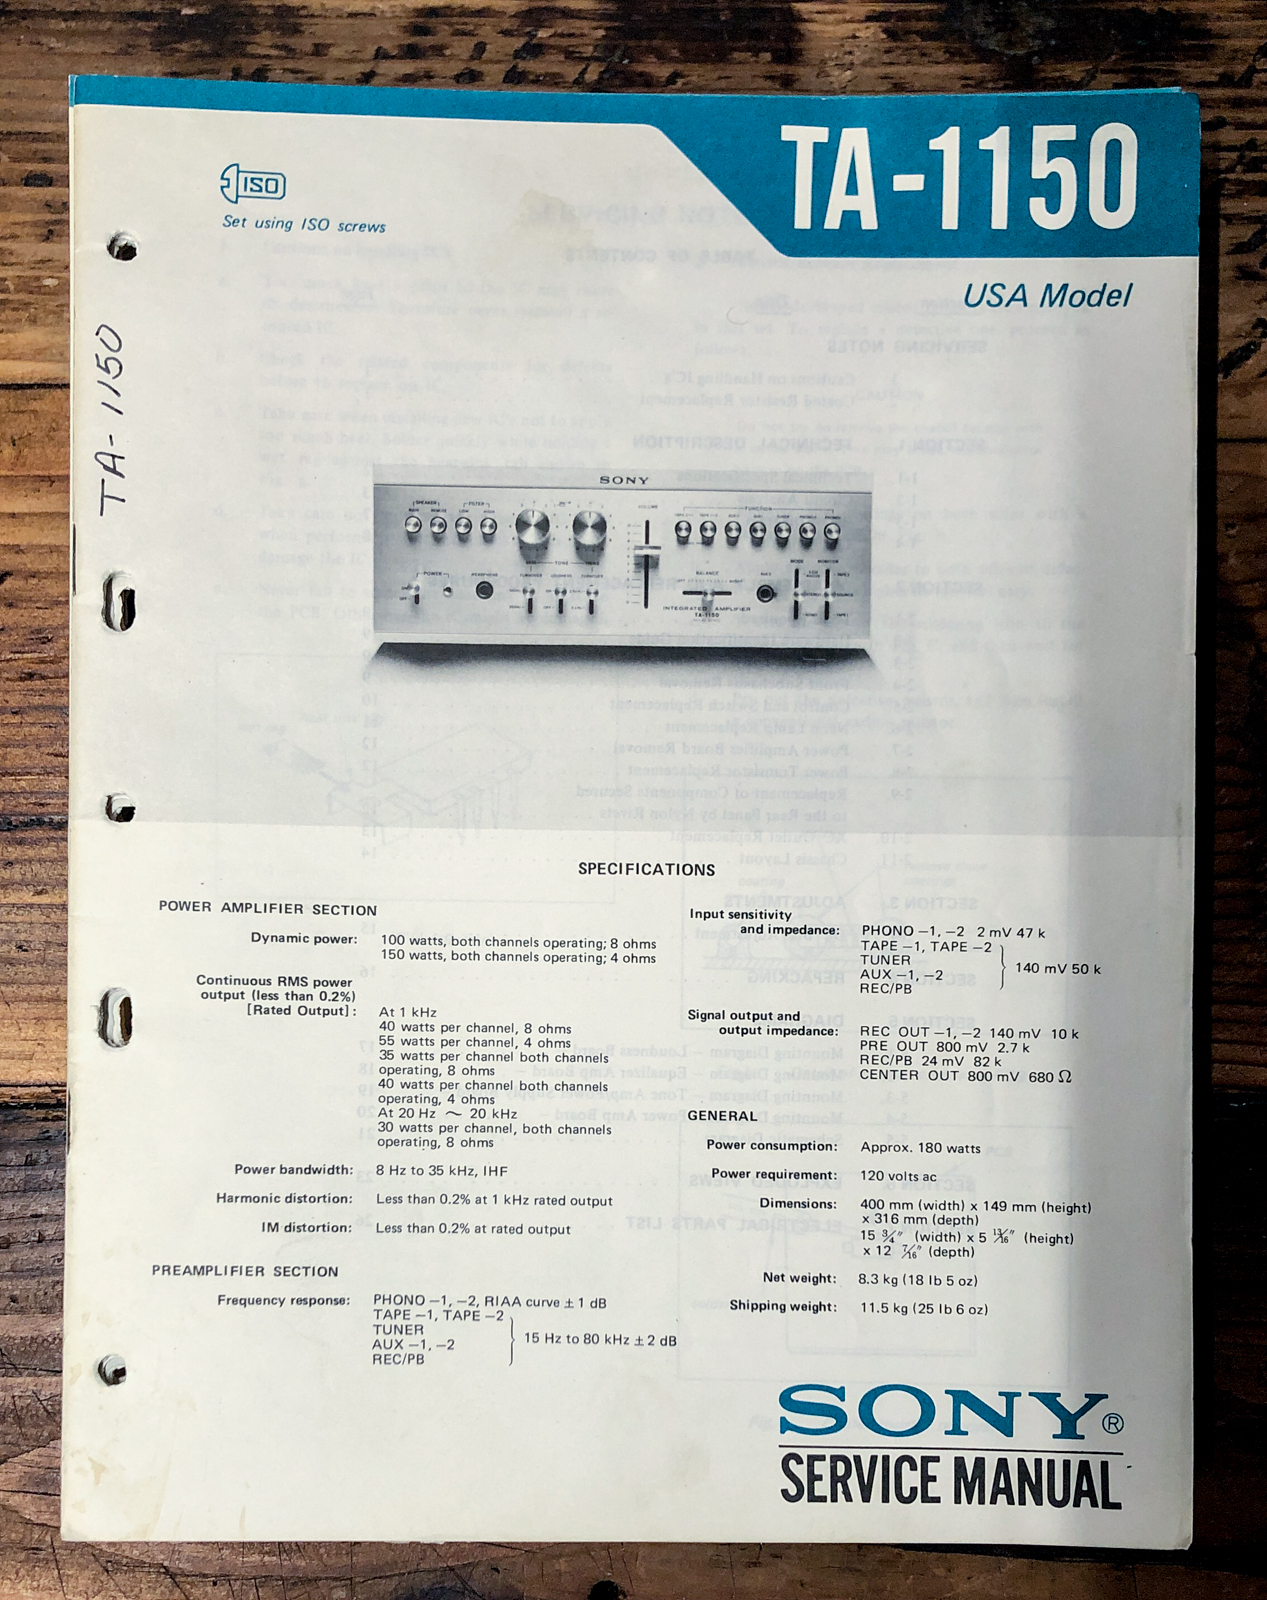 TA-1150
ISO
Set using ISO screws
USA Model
TA-1150
SONY
SPEAKER
FILTER
VOLUME
FUNCTION
POWER
HEADPHONE
TONE
BALANCE
MODE
MONITOR
INTEGRATED AMPLIFIER
TA-1150
SPECIFICATIONS
POWER AMPLIFIER SECTION
Dynamic power: 100 watts, both channels operating; 8 ohms
150 watts, both channels operating; 4 ohms
Continuous RMS power
output (less than 0.2%)
[Rated Output]: At 1 kHz
40 watts per channel, 8 ohms
55 watts per channel, 4 ohms
35 watts per channel both channels
operating, 8 ohms
40 watts per channel both channels
operating, 4 ohms
At 20 Hz ~ 20 kHz
30 watts per channel, both channels
operating, 8 ohms
Power bandwidth: 8 Hz to 35 kHz, IHF
Harmonic distortion: Less than 0.2% at 1 kHz rated output
IM distortion: Less than 0.2% at rated output
PREAMPLIFIER SECTION
Frequency response: PHONO −1, −2, RIAA curve ± 1 dB
TAPE −1, TAPE −2
TUNER
AUX −1, −2
REC/PB
15 Hz to 80 kHz ± 2 dB
Input sensitivity
and impedance: PHONO −1, −2 2 mV 47 k
TAPE −1, TAPE −2
TUNER
AUX −1, −2
REC/PB
140 mV 50 k
Signal output and
output impedance: REC OUT −1, −2 140 mV 10 k
PRE OUT 800 mV 2.7 k
REC/PB 24 mV 82 k
CENTER OUT 800 mV 680 Ω
GENERAL
Power consumption: Approx. 180 watts
Power requirement: 120 volts ac
Dimensions: 400 mm (width) x 149 mm (height)
x 316 mm (depth)
15 3/4″ (width) x 5 13/16″ (height)
x 12 7/16″ (depth)
Net weight: 8.3 kg (18 lb 5 oz)
Shipping weight: 11.5 kg (25 lb 6 oz)
SONY®
SERVICE MANUAL